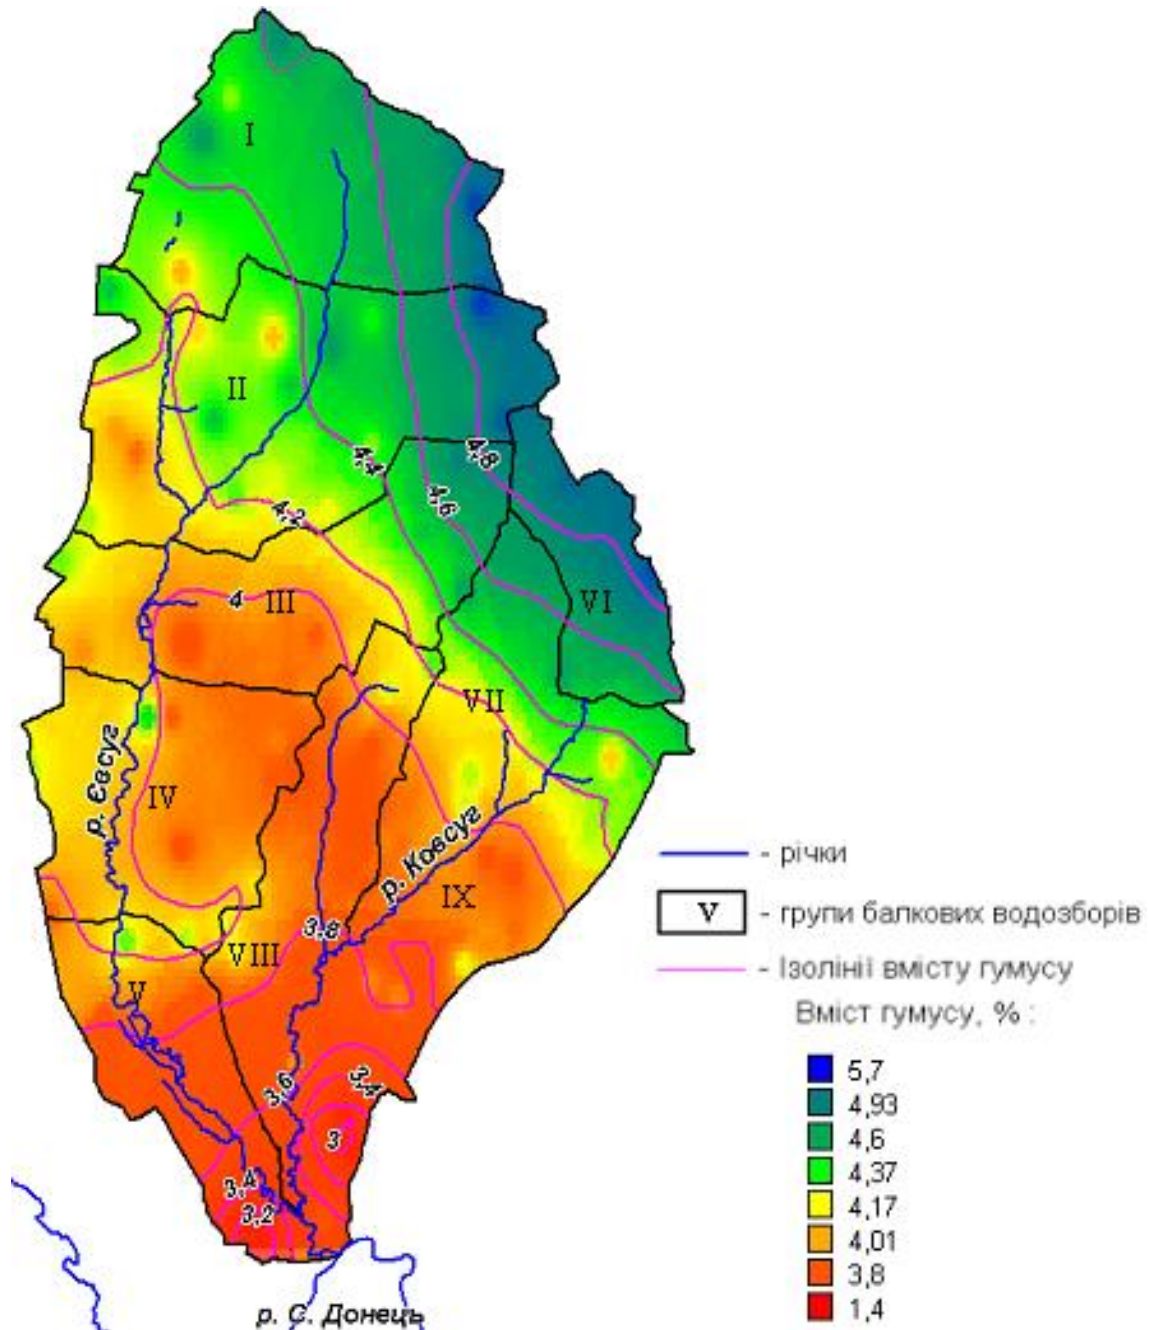 I
II
4,4
4,8
4,6
4,2
VI
4
III
VII
р. Євсуг
IV
р. Ковсуг
IX
3,8
VIII
V
3,6
3,4
3
3,4
3,2
р. С. Донець
- річки
V - групи балкових водозборів
- Ізолінії вмісту гумусу
Вміст гумусу, % :
5,7
4,93
4,6
4,37
4,17
4,01
3,8
1,4